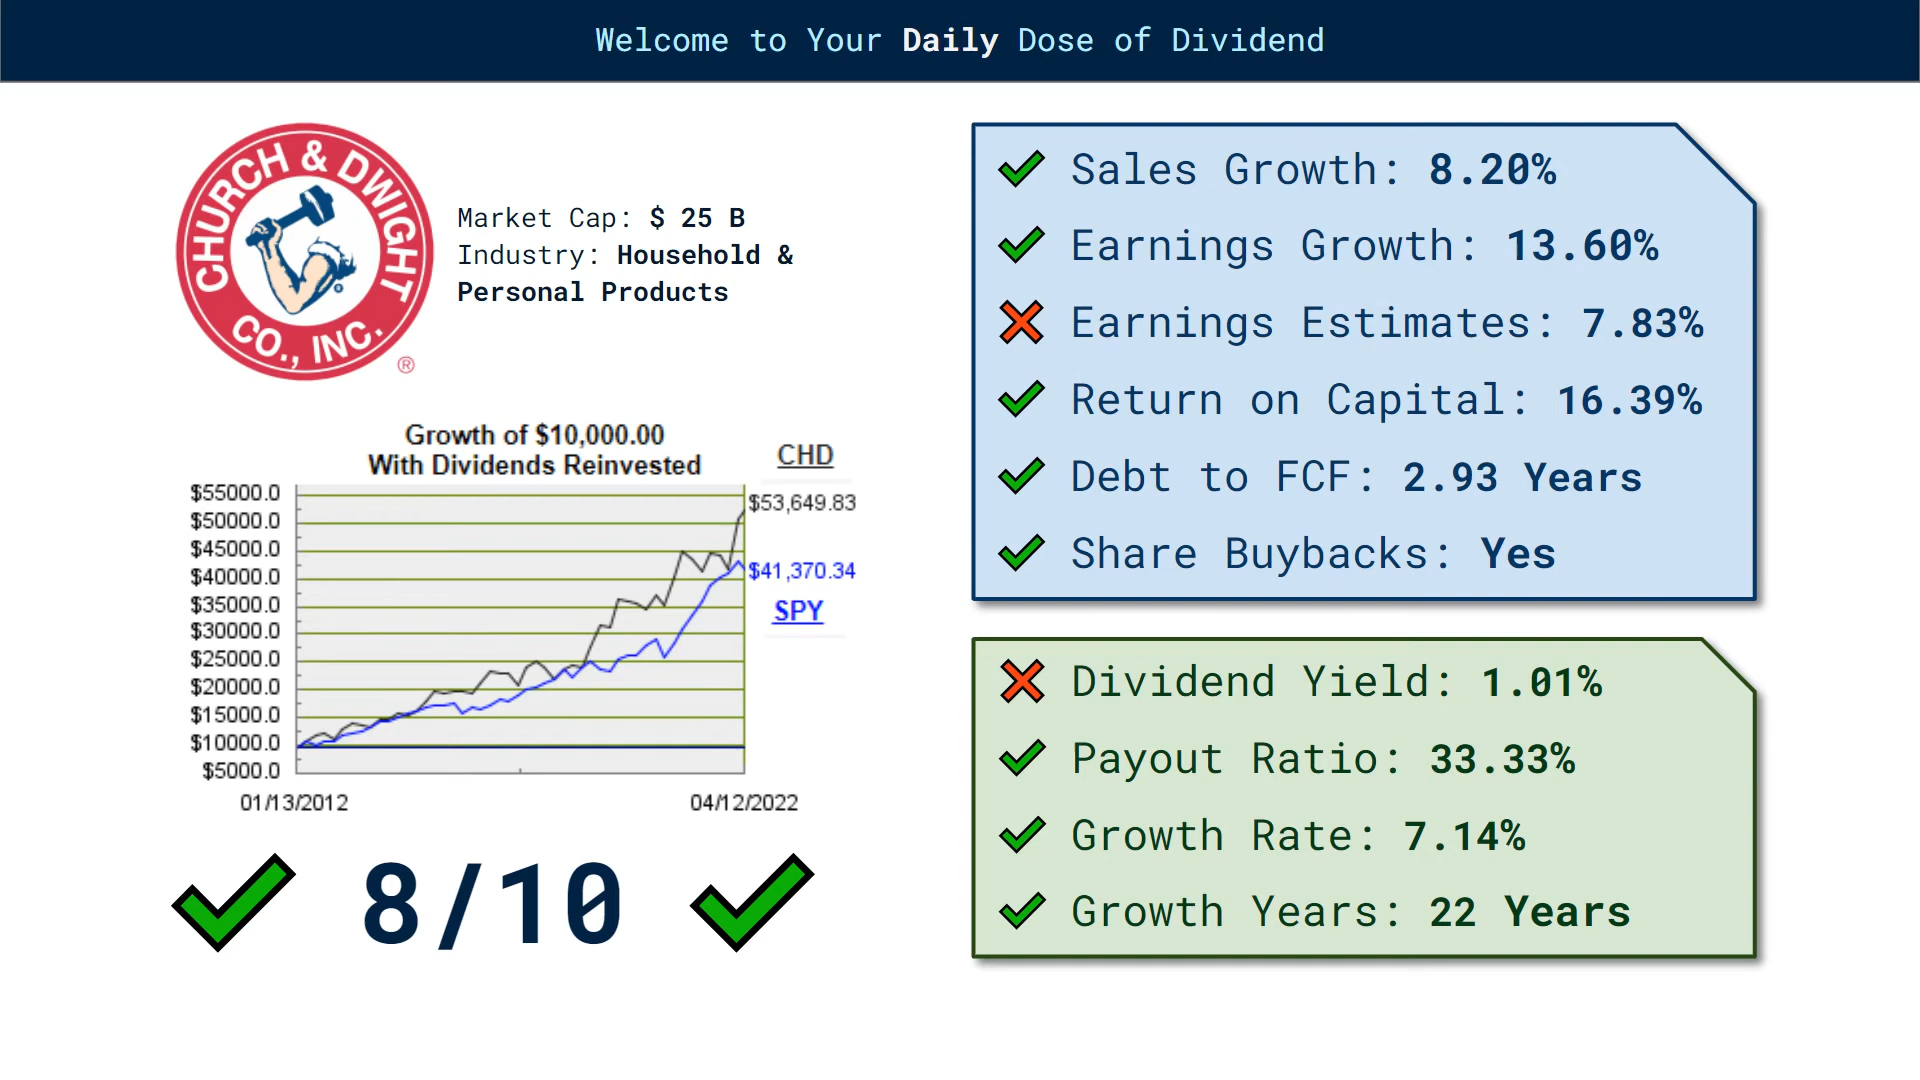 Welcome to Your Daily Dose of Dividend
CHURCH & DWIGHT
CO., INC.
®
Market Cap: $ 25 B
Industry: Household &
Personal Products
Growth of $10,000.00
With Dividends Reinvested
CHD
$53,649.83
$41,370.34
SPY
$55000.0
$50000.0
$45000.0
$40000.0
$35000.0
$30000.0
$25000.0
$20000.0
$15000.0
$10000.0
$5000.0
01/13/2012
04/12/2022
8/10
Sales Growth: 8.20%
Earnings Growth: 13.60%
Earnings Estimates: 7.83%
Return on Capital: 16.39%
Debt to FCF: 2.93 Years
Share Buybacks: Yes
Dividend Yield: 1.01%
Payout Ratio: 33.33%
Growth Rate: 7.14%
Growth Years: 22 Years